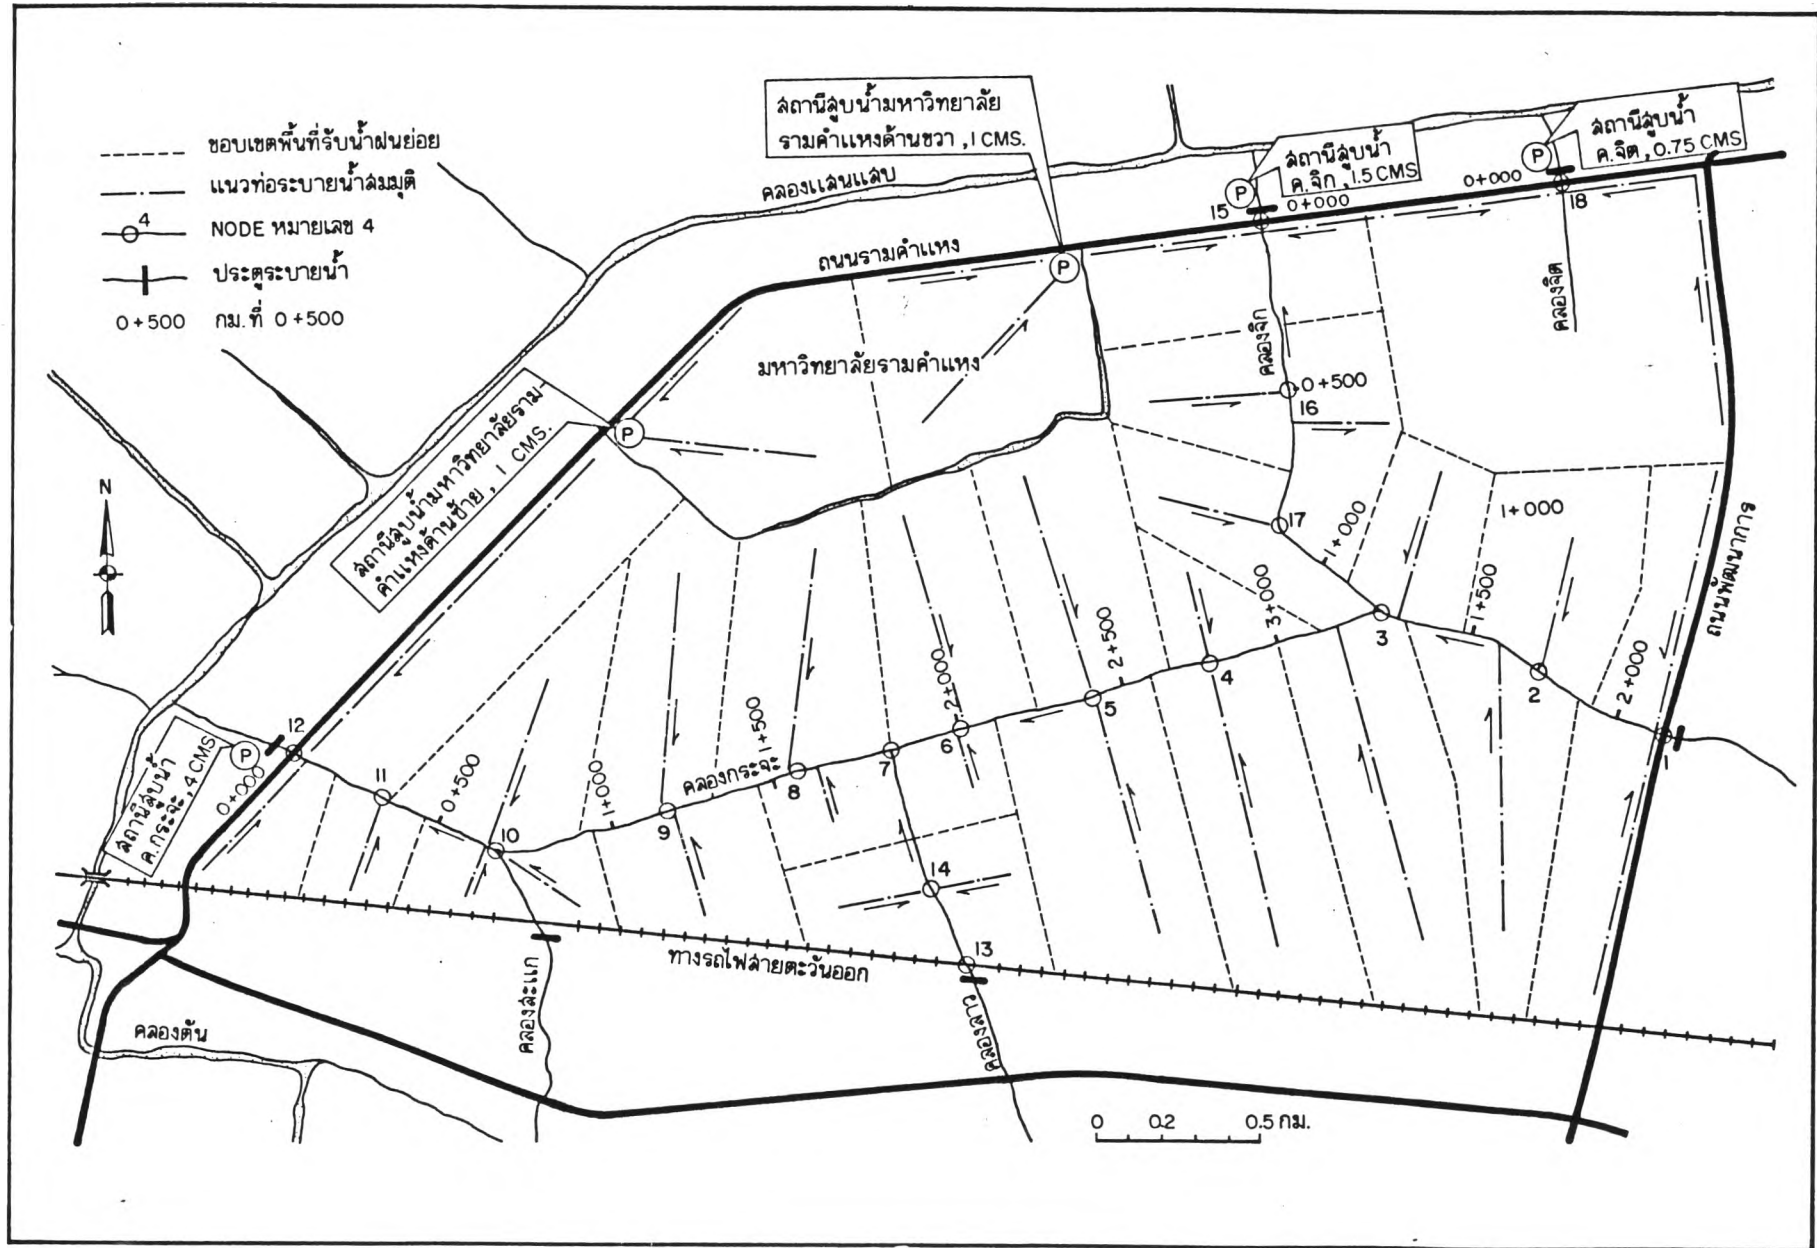 ขอบเขตพื้นที่รับน้ำฝนย่อย
แนวท่อระบายน้ำสมมุติ
4
NODE หมายเลข 4
ประตูระบายน้ำ
0+500 กม.ที่ 0+500
สถานีสูบน้ำมหาวิทยาลัย
รามคำแหงด้านขวา , 1 CMS.
สถานีสูบน้ำ
ค.จิก , 1.5 CMS
สถานีสูบน้ำ
ค.จิต , 0.75 CMS
คลองแสนแสบ
ถนนรามคำแหง
P
P
P
15
0+000
0+000
18
คลองจิก
คลองจิต
มหาวิทยาลัยรามคำแหง
0+500
16
สถานีสูบน้ำมหาวิทยาลัยราม-
คำแหงด้านซ้าย , 1 CMS.
P
N
17
1+000
1+000
ถนนพัฒนาการ
3+000
1+500
3
2+500
4
2
2+000
5
2+000
6
7
1+500
คลองกระจะ
8
12
P
สถานีสูบน้ำ
ค.กระจะ , 4 CMS
0+000
11
0+500
1+000
9
10
14
13
ทางรถไฟสายตะวันออก
คลองสะแก
คลองลาว
คลองตัน
0 0.2 0.5 กม.